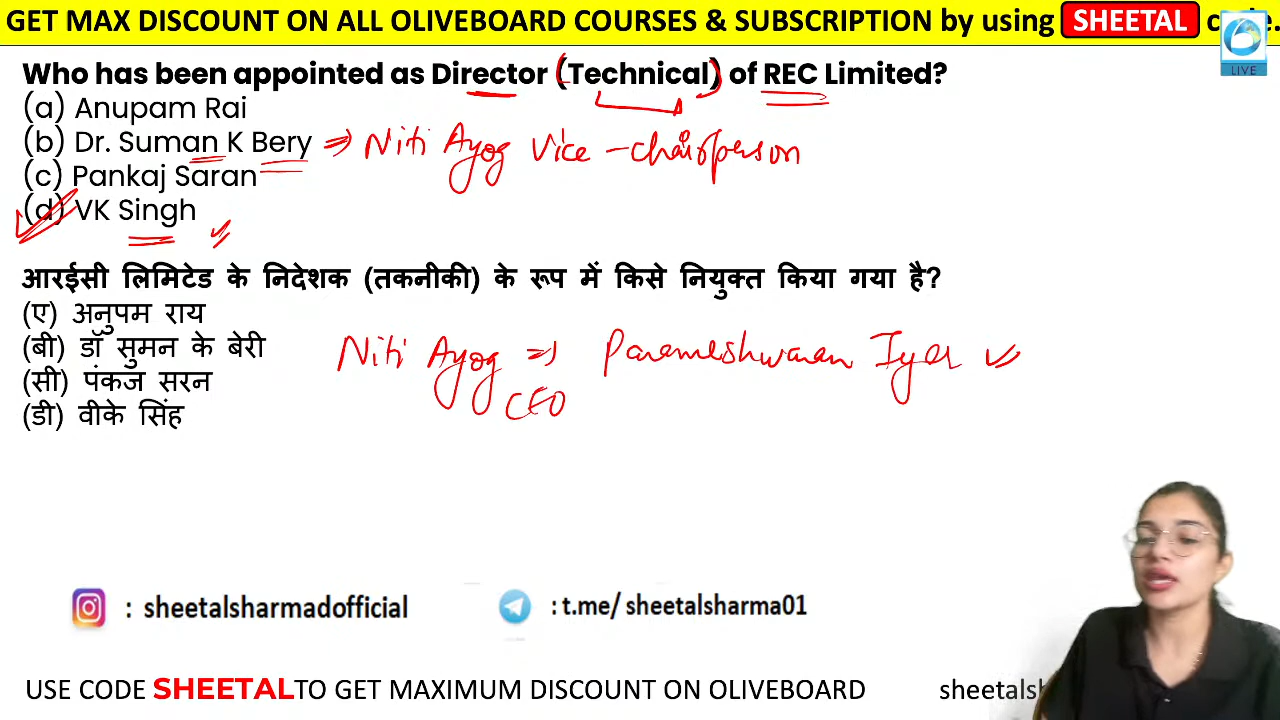 GET MAX DISCOUNT ON ALL OLIVEBOARD COURSES & SUBSCRIPTION by using SHEETAL code.
LIVE
Who has been appointed as Director (Technical) of REC Limited?
(a) Anupam Rai
(b) Dr. Suman K Bery ⇒ Niti Ayog Vice-chairperson
(c) Pankaj Saran
(d) VK Singh
आरईसी लिमिटेड के निदेशक (तकनीकी) के रूप में किसे नियुक्त किया गया है?
(ए) अनुपम राय
(बी) डॉ सुमन के बेरी
(सी) पंकज सरन
(डी) वीके सिंह
Niti Ayog ⇒ Parameshwaran Iyer
CEO
: sheetalsharmadofficial
: t.me/ sheetalsharma01
USE CODE SHEETAL TO GET MAXIMUM DISCOUNT ON OLIVEBOARD